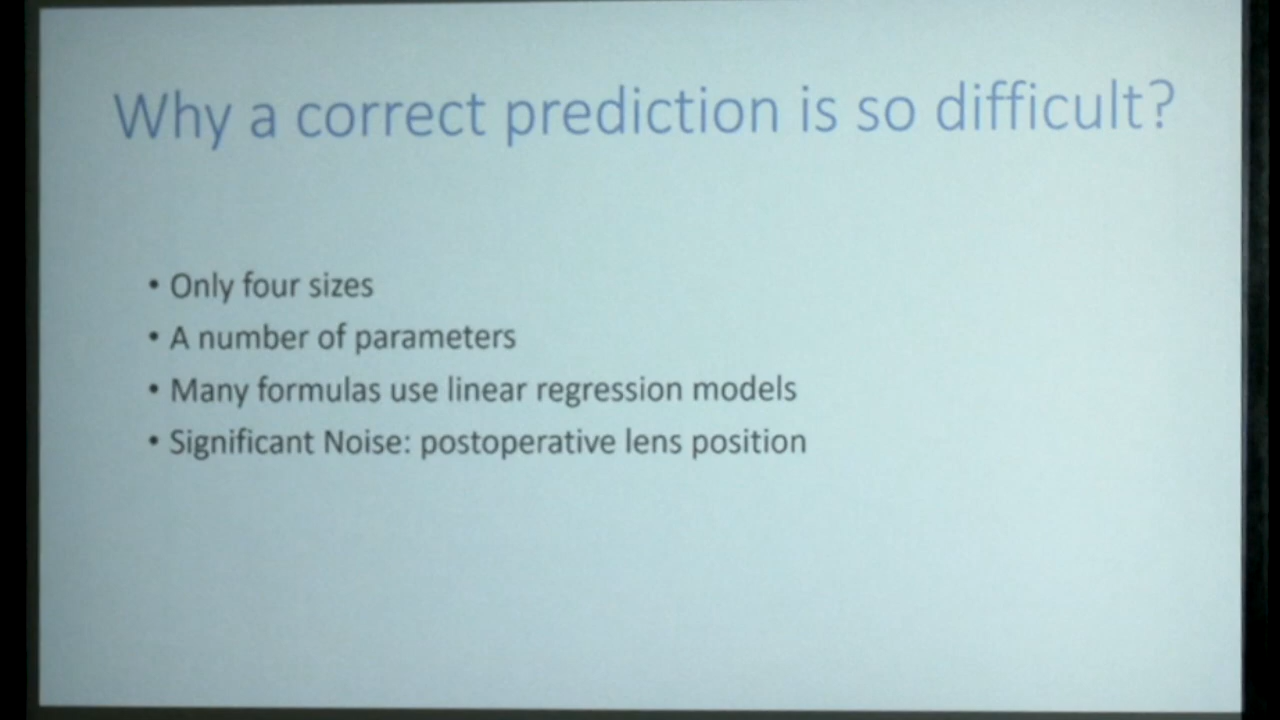 Why a correct prediction is so difficult?
• Only four sizes
• A number of parameters
• Many formulas use linear regression models
• Significant Noise: postoperative lens position